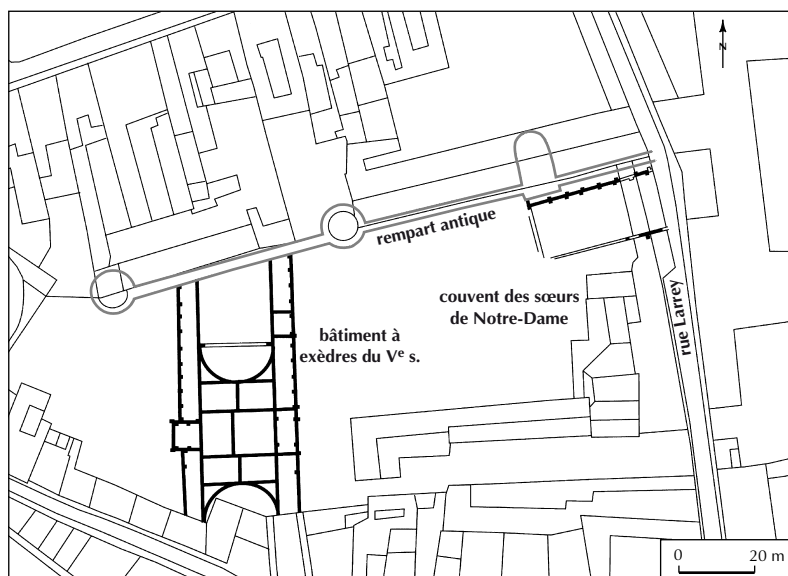 N
rempart antique
couvent des sœurs
de Notre-Dame
bâtiment à
exèdres du Vᵉ s.
rue Larrey
0 20 m